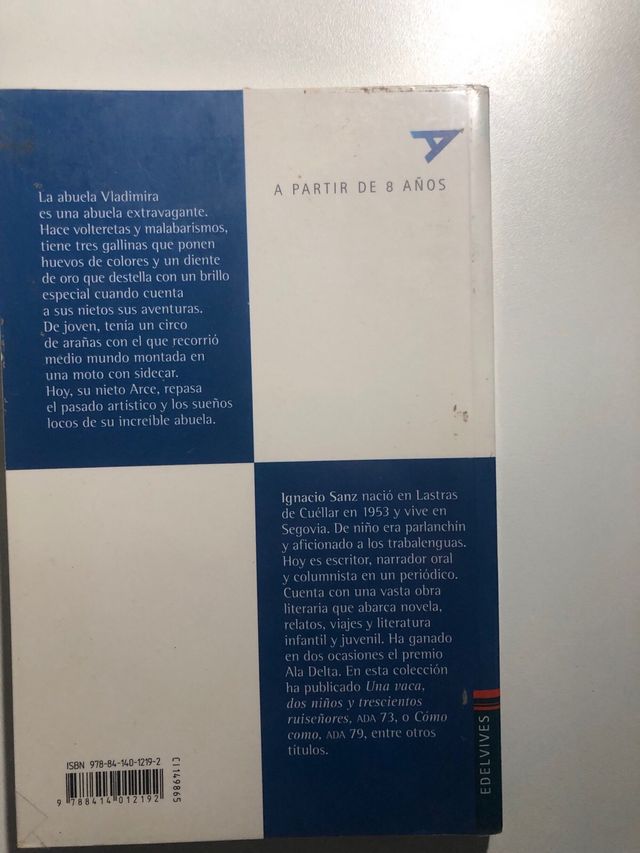 La abuela Vladimira
es una abuela extravagante.
Hace volteretas y malabarismos,
tiene tres gallinas que ponen
huevos de colores y un diente
de oro que destella con un brillo
especial cuando cuenta
a sus nietos sus aventuras.
De joven, tenía un circo
de arañas con el que recorrió
medio mundo montada en
una moto con sidecar.
Hoy, su nieto Arce, repasa
el pasado artístico y los sueños
locos de su increíble abuela.
A PARTIR DE 8 AÑOS
Ignacio Sanz nació en Lastras
de Cuéllar en 1953 y vive en
Segovia. De niño era parlanchín
y aficionado a los trabalenguas.
Hoy es escritor, narrador oral
y columnista en un periódico.
Cuenta con una vasta obra
literaria que abarca novela,
relatos, viajes y literatura
infantil y juvenil. Ha ganado
en dos ocasiones el premio
Ala Delta. En esta colección
ha publicado Una vaca,
dos niños y trescientos
ruiseñores, ADA 73, o Cómo
como, ADA 79, entre otros
títulos.
EDELVIVES
ISBN 978-84-140-1219-2
9 788414 012192
CI149865